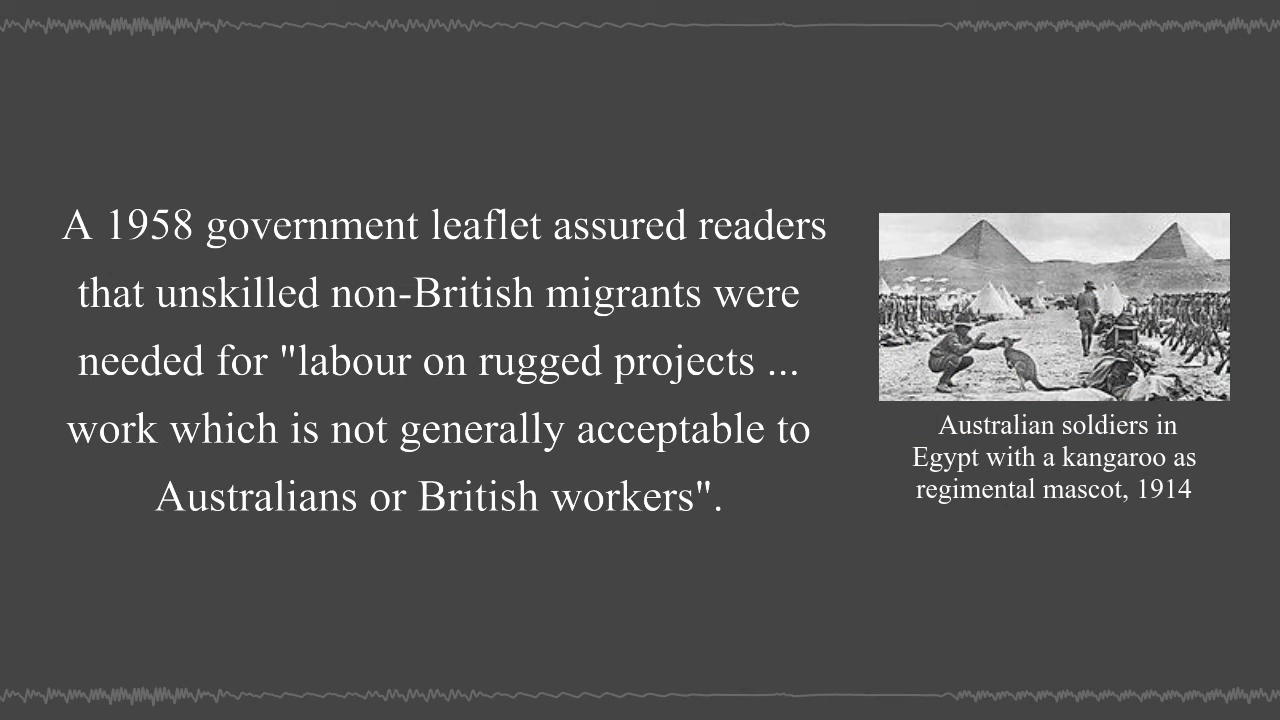 A 1958 government leaflet assured readers
that unskilled non-British migrants were
needed for "labour on rugged projects ...
work which is not generally acceptable to
Australians or British workers".
Australian soldiers in
Egypt with a kangaroo as
regimental mascot, 1914